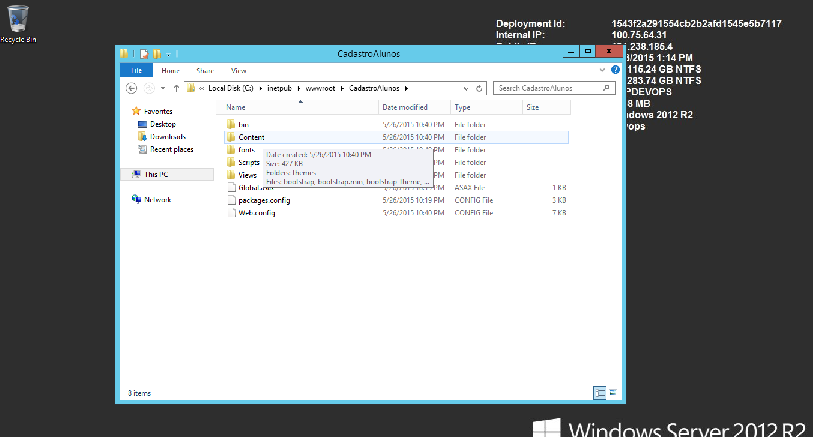 Recycle Bin
Deployment Id: 1543f2a291554cb2b2afd1545e5b7117
Internal IP: 100.75.64.31
.238.185.4
/2015 1:14 PM
115.24 GB NTFS
283.74 GB NTFS
PDEVOPS
8 MB
ndows 2012 R2
ops
CadastroAlunos
File Home Share View
« Local Disk (C:) ▸ inetpub ▸ wwwroot ▸ CadastroAlunos ▸
Search CadastroAlunos
Favorites
Desktop
Downloads
Recent places
This PC
Network
Name Date modified Type Size
bin 5/26/2015 10:40 PM File folder
Content 5/26/2015 10:40 PM File folder
fonts File folder
Scripts File folder
Views File folder
Global.asax ASAX File 1 KB
packages.config 5/26/2015 10:19 PM CONFIG File 3 KB
Web.config 5/26/2015 10:40 PM CONFIG File 7 KB
Date created: 5/26/2015 10:40 PM
Size: 427 KB
Folders: themes
Files: bootstrap, bootstrap.min, bootstrap-theme, ...
8 items
Windows Server 2012 R2